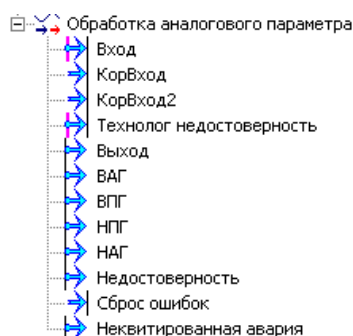 Обработка аналогового параметра
Вход
КорВход
КорВход2
Технолог недостоверность
Выход
ВАГ
ВПГ
НПГ
НАГ
Недостоверность
Сброс ошибок
Неквитированная авария